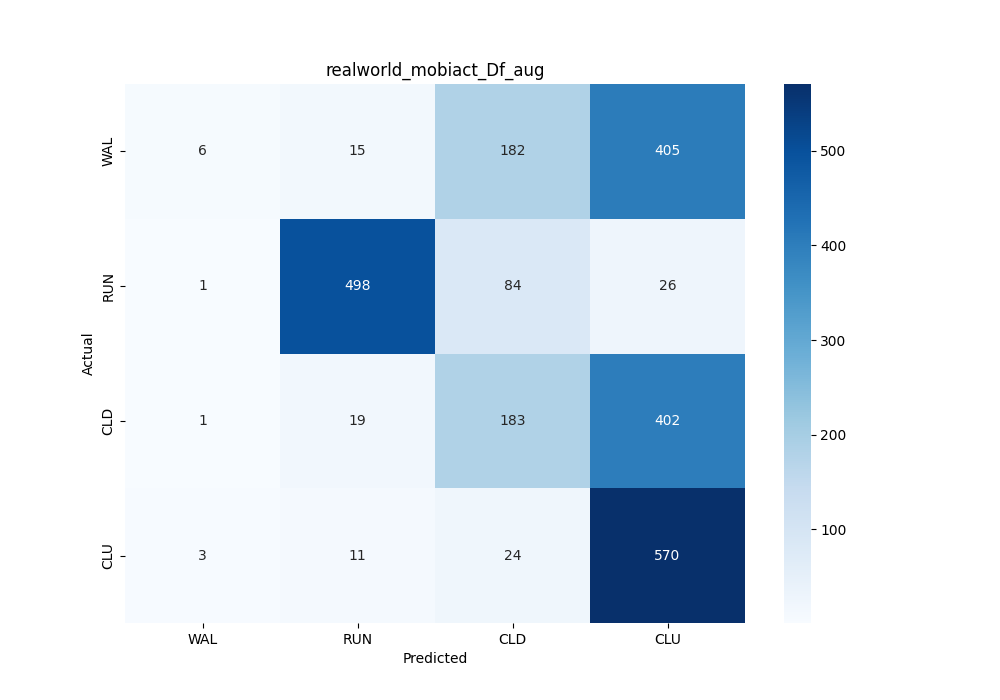 realworld_mobiact_Df_aug
WAL 6 15 182 405
RUN 1 498 84 26
CLD 1 19 183 402
CLU 3 11 24 570
WAL RUN CLD CLU
Predicted
Actual
500
400
300
200
100